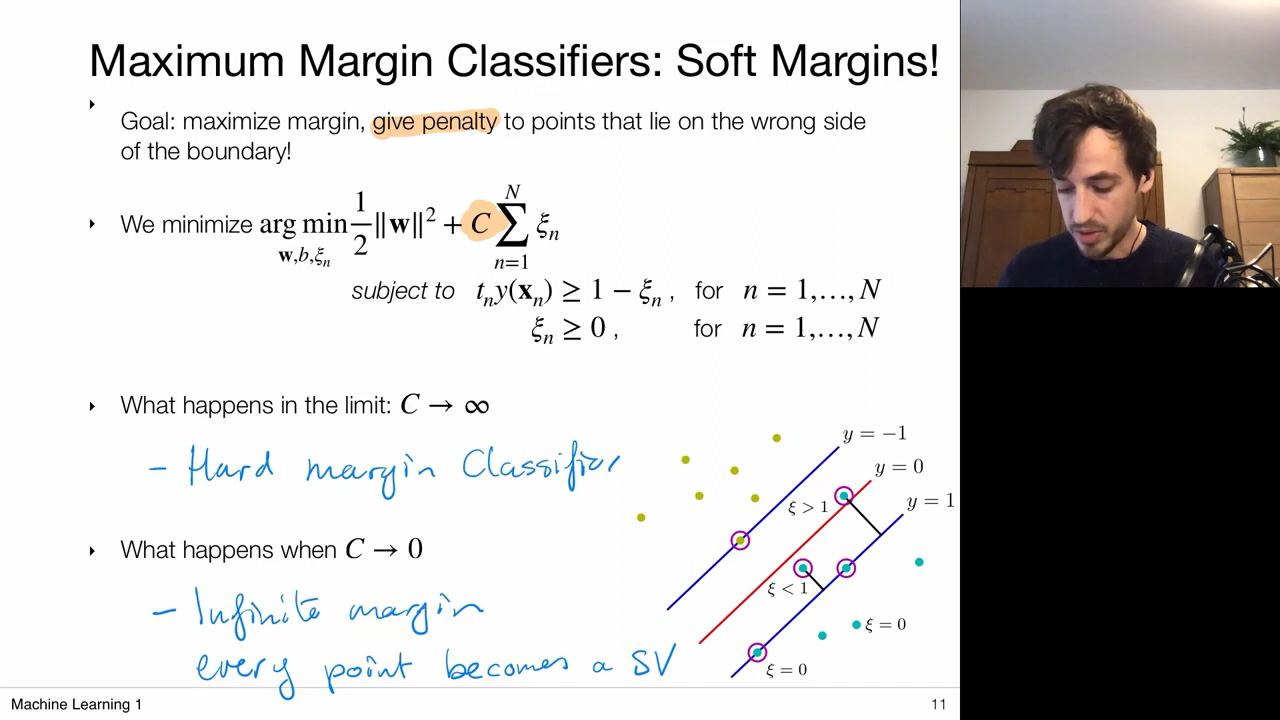 Maximum Margin Classifiers: Soft Margins!
Goal: maximize margin, give penalty to points that lie on the wrong side
of the boundary!
We minimize arg min 1/2 ‖w‖² + C ∑ ξₙ
w,b,ξₙ
N
n=1
subject to tₙy(xₙ) ≥ 1 − ξₙ , for n = 1,…,N
ξₙ ≥ 0 , for n = 1,…,N
What happens in the limit: C → ∞
– Hard margin Classifier
What happens when C → 0
– Infinite margin
every point becomes a SV
y = −1
y = 0
y = 1
ξ > 1
ξ < 1
ξ = 0
ξ = 0
Machine Learning 1
11